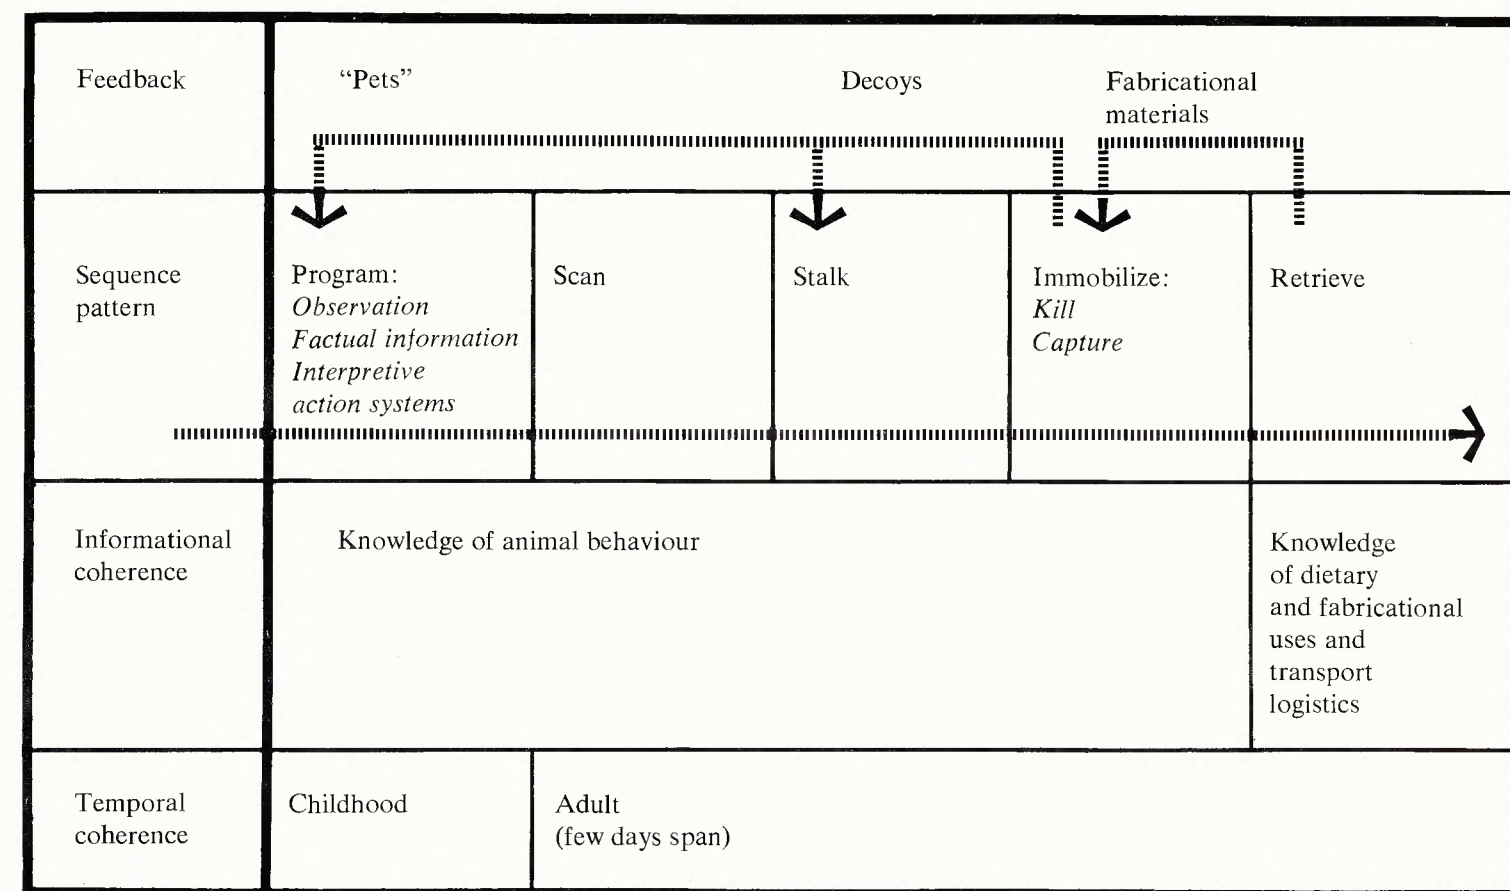 Feedback
“Pets”
Decoys
Fabricational
materials
Sequence
pattern
Program:
Observation
Factual information
Interpretive
action systems
Scan
Stalk
Immobilize:
Kill
Capture
Retrieve
Informational
coherence
Knowledge of animal behaviour
Knowledge
of dietary
and fabricational
uses and
transport
logistics
Temporal
coherence
Childhood
Adult
(few days span)